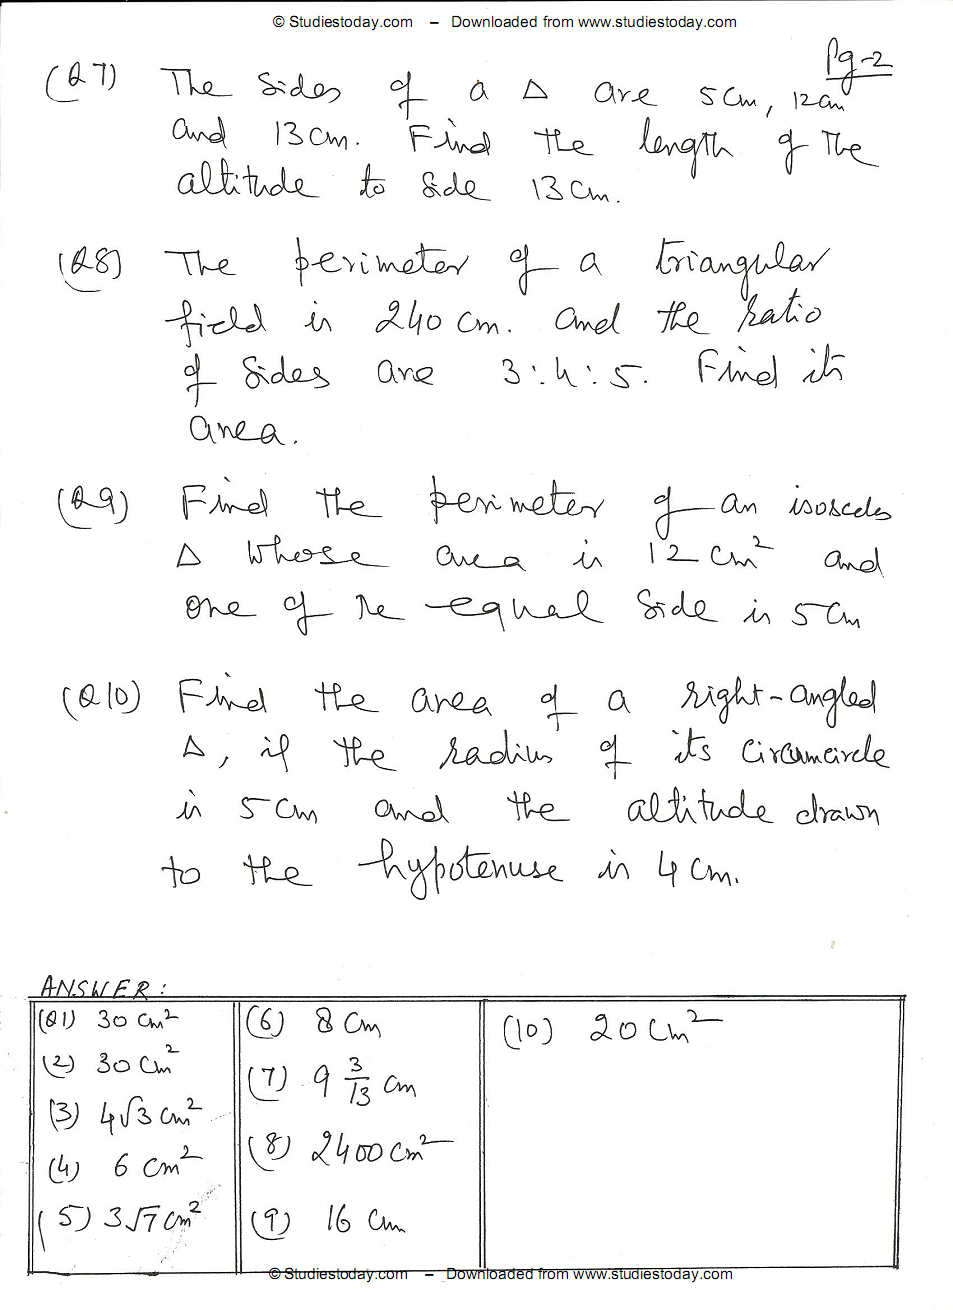 © Studiestoday.com – Downloaded from www.studiestoday.com
Pg-2
(Q7) The sides of a Δ are 5cm, 12cm
and 13cm. Find the length of the
altitude to side 13cm.
(Q8) The perimeter of a triangular
field is 240 cm. and the ratio
of sides are 3:4:5. Find its
area.
(Q9) Find the perimeter of an isosceles
Δ whose area is 12 cm² and
one of the equal side is 5cm
(Q10) Find the area of a right-angled
Δ, if the radius of its circumcircle
is 5cm and the altitude drawn
to the hypotenuse is 4cm.
ANSWER:
(Q1) 30 cm²
(2) 30 cm²
(3) 4√3 cm²
(4) 6 cm²
(5) 3√7 cm²
(6) 8 cm
(7) 9 3/13 cm
(8) 2400 cm²
(9) 16 cm
(10) 20 cm²
© Studiestoday.com – Downloaded from www.studiestoday.com